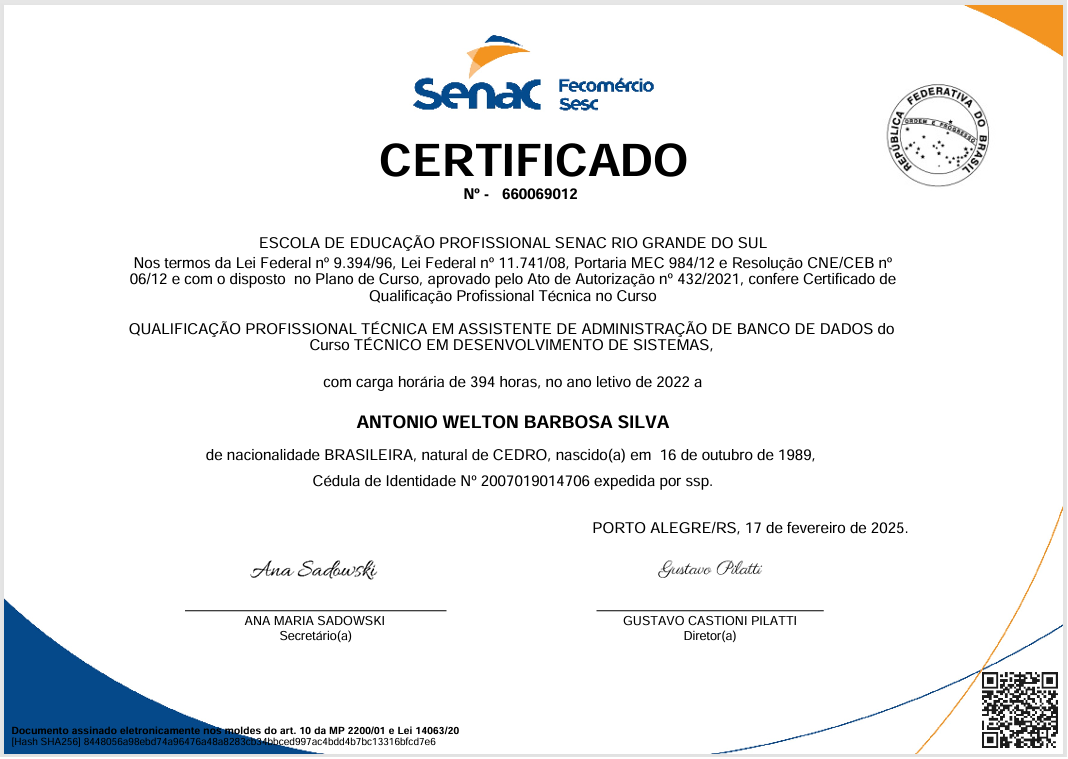 Senac Fecomércio
Sesc
REPÚBLICA FEDERATIVA DO BRASIL
ORDEM E PROGRESSO
CERTIFICADO
Nº - 660069012
ESCOLA DE EDUCAÇÃO PROFISSIONAL SENAC RIO GRANDE DO SUL
Nos termos da Lei Federal nº 9.394/96, Lei Federal nº 11.741/08, Portaria MEC 984/12 e Resolução CNE/CEB nº
06/12 e com o disposto no Plano de Curso, aprovado pelo Ato de Autorização nº 432/2021, confere Certificado de
Qualificação Profissional Técnica no Curso
QUALIFICAÇÃO PROFISSIONAL TÉCNICA EM ASSISTENTE DE ADMINISTRAÇÃO DE BANCO DE DADOS do
Curso TÉCNICO EM DESENVOLVIMENTO DE SISTEMAS,
com carga horária de 394 horas, no ano letivo de 2022 a
ANTONIO WELTON BARBOSA SILVA
de nacionalidade BRASILEIRA, natural de CEDRO, nascido(a) em 16 de outubro de 1989,
Cédula de Identidade Nº 2007019014706 expedida por ssp.
PORTO ALEGRE/RS, 17 de fevereiro de 2025.
Ana Sadowski
Gustavo Pilatti
ANA MARIA SADOWSKI
Secretário(a)
GUSTAVO CASTIONI PILATTI
Diretor(a)
Documento assinado eletronicamente nos moldes do art. 10 da MP 2200/01 e Lei 14063/20
[Hash SHA256]